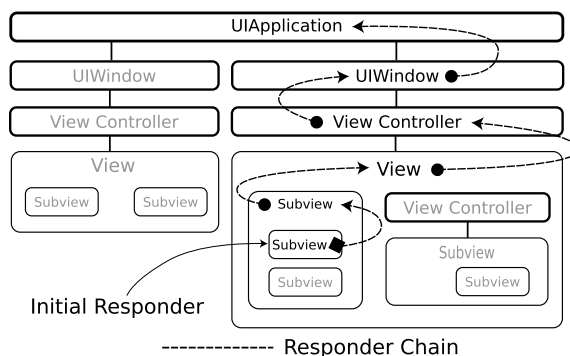 UIApplication
UIWindow
UIWindow
View Controller
View Controller
View
View
Subview
Subview
Subview
View Controller
Subview
Subview
Subview
Subview
Initial Responder
Responder Chain